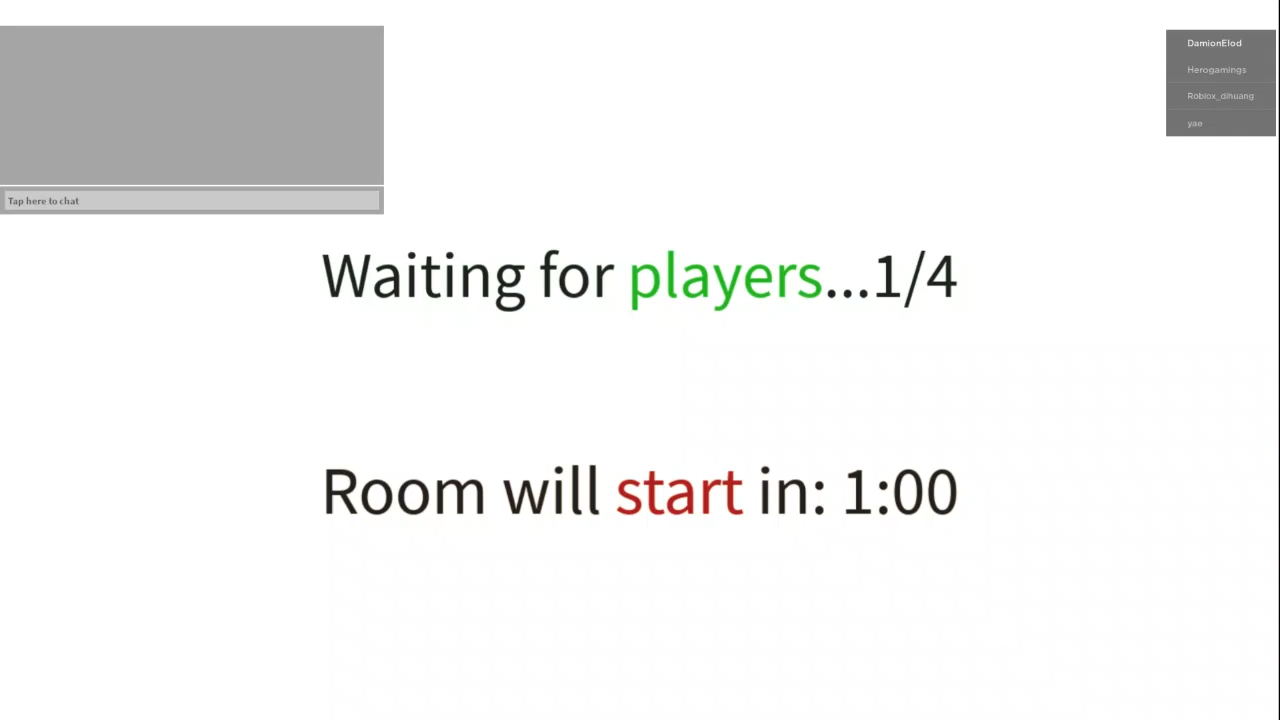 DamionElod
Herogamings
Roblox_dihuang
yae
Tap here to chat
Waiting for players...1/4
Room will start in: 1:00